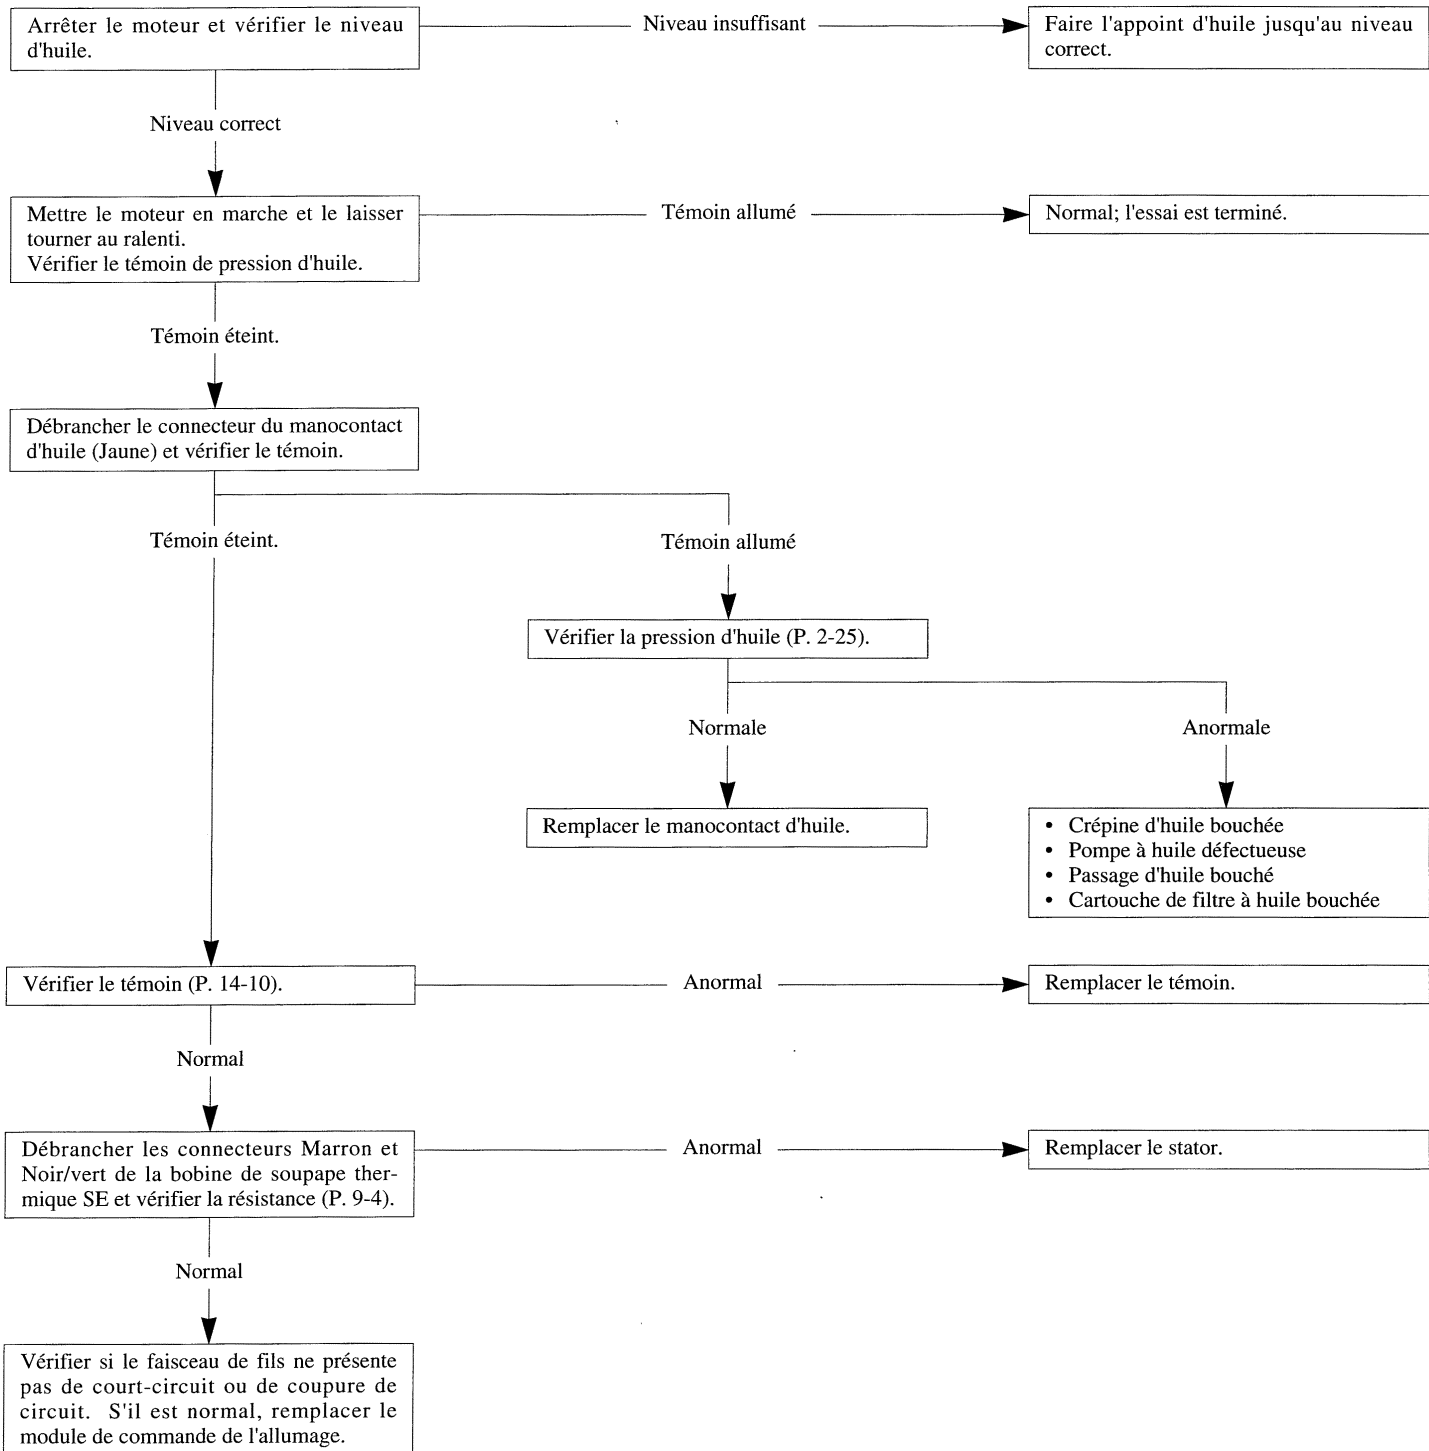 Arrêter le moteur et vérifier le niveau
d'huile.
Niveau insuffisant
Faire l'appoint d'huile jusqu'au niveau
correct.
Niveau correct
Mettre le moteur en marche et le laisser
tourner au ralenti.
Vérifier le témoin de pression d'huile.
Témoin allumé
Normal; l'essai est terminé.
Témoin éteint.
Débrancher le connecteur du manocontact
d'huile (Jaune) et vérifier le témoin.
Témoin éteint.
Témoin allumé
Vérifier la pression d'huile (P. 2-25).
Normale
Anormale
Remplacer le manocontact d'huile.
• Crépine d'huile bouchée
• Pompe à huile défectueuse
• Passage d'huile bouché
• Cartouche de filtre à huile bouchée
Vérifier le témoin (P. 14-10).
Anormal
Remplacer le témoin.
Normal
Débrancher les connecteurs Marron et
Noir/vert de la bobine de soupape ther-
mique SE et vérifier la résistance (P. 9-4).
Anormal
Remplacer le stator.
Normal
Vérifier si le faisceau de fils ne présente
pas de court-circuit ou de coupure de
circuit. S'il est normal, remplacer le
module de commande de l'allumage.